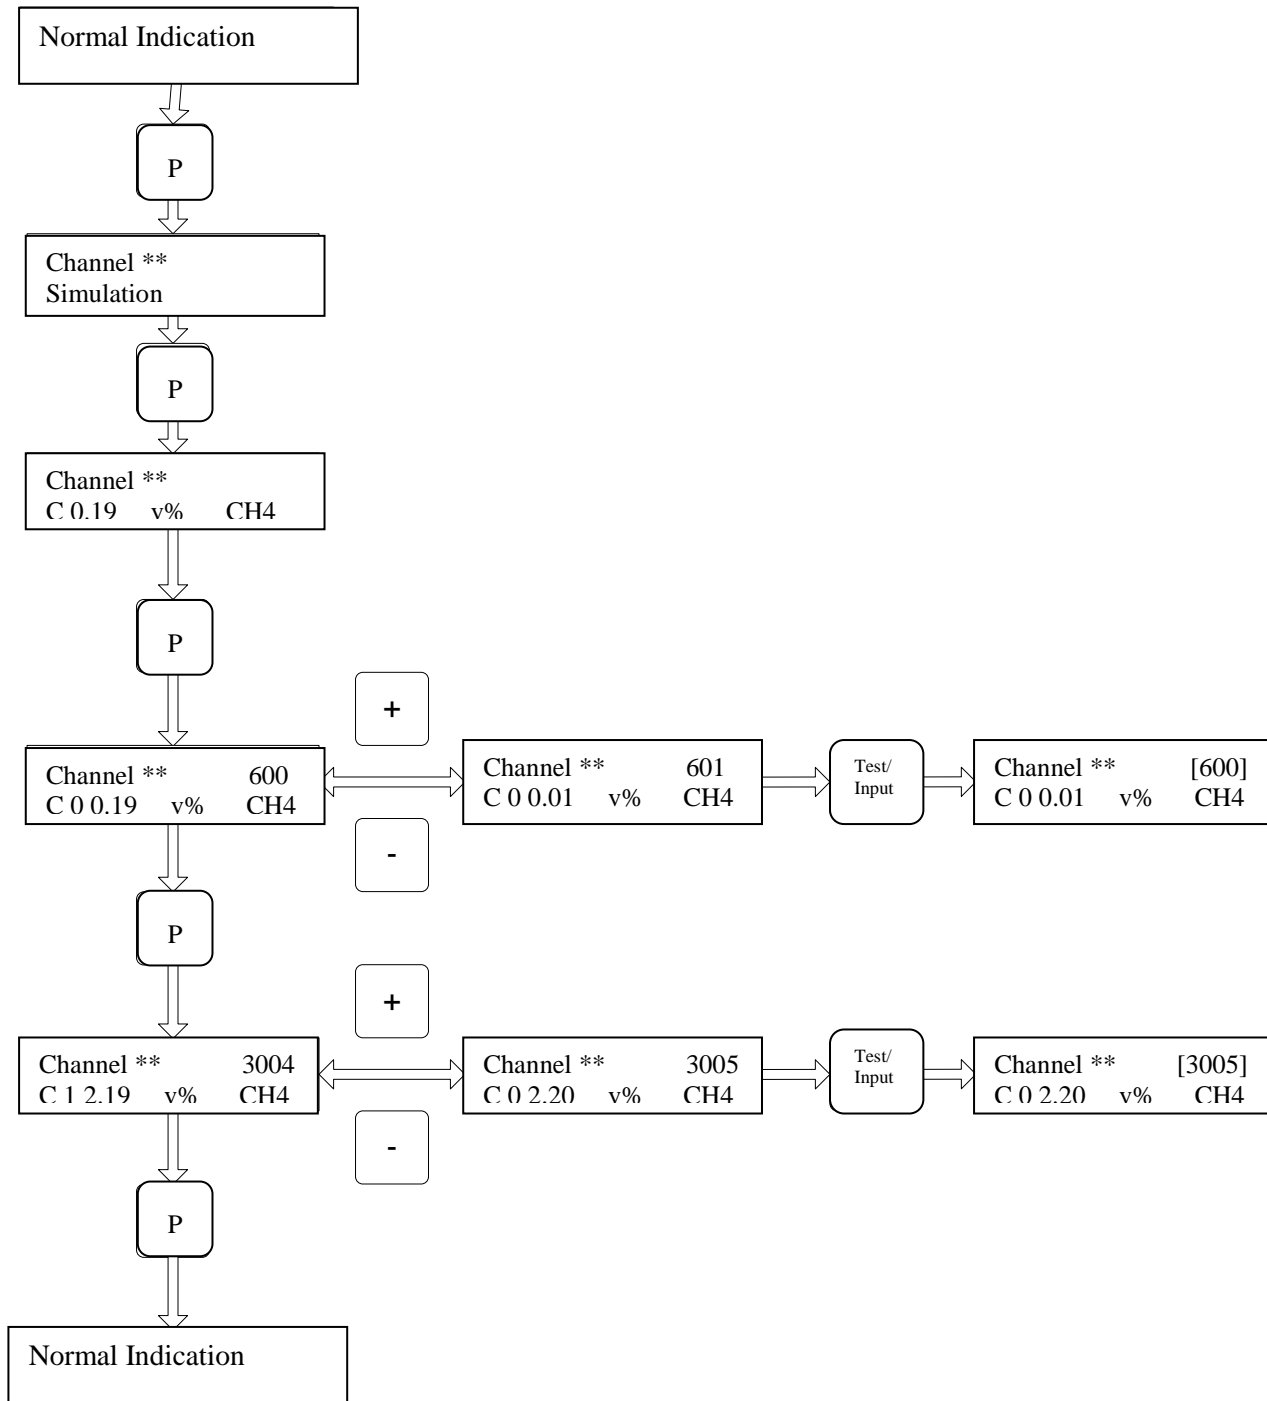 Normal Indication
P
Channel **
Simulation
P
Channel **
C 0.19 v% CH4
P
+
Channel ** 600
C 0 0.19 v% CH4
Channel ** 601
C 0 0.01 v% CH4
Test/
Input
Channel ** [600]
C 0 0.01 v% CH4
-
P
+
Channel ** 3004
C 1 2.19 v% CH4
Channel ** 3005
C 0 2.20 v% CH4
Test/
Input
Channel ** [3005]
C 0 2.20 v% CH4
-
P
Normal Indication